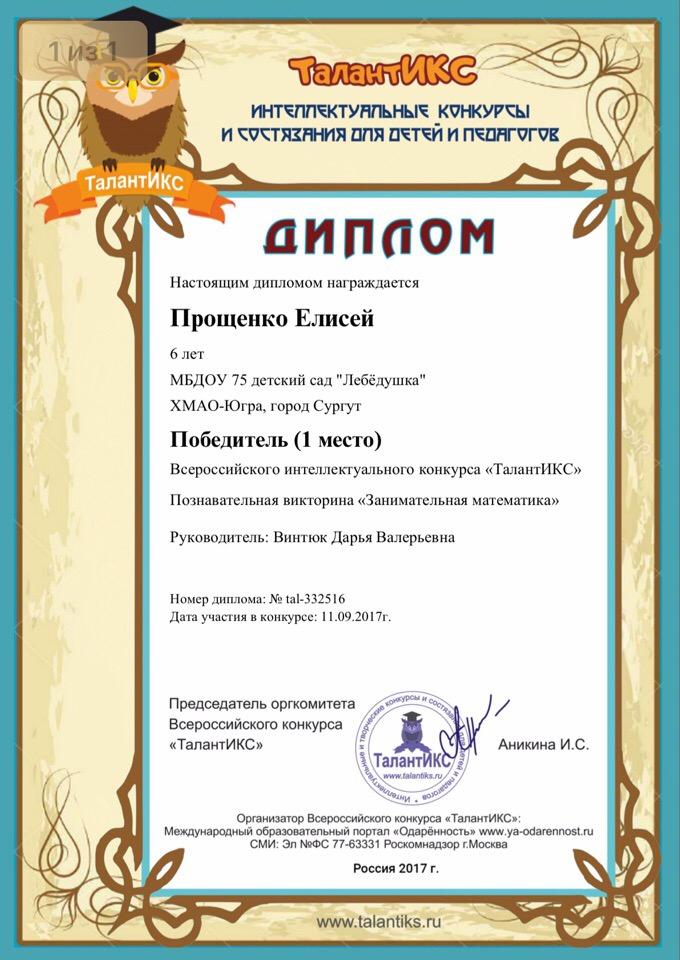 1 из 1
ТалантИКС
ИНТЕЛЛЕКТУАЛЬНЫЕ КОНКУРСЫ
И СОСТЯЗАНИЯ ДЛЯ ДЕТЕЙ И ПЕДАГОГОВ
ТалантИКС
ДИПЛОМ
Настоящим дипломом награждается
Прощенко Елисей
6 лет
МБДОУ 75 детский сад "Лебёдушка"
ХМАО-Югра, город Сургут
Победитель (1 место)
Всероссийского интеллектуального конкурса «ТалантИКС»
Познавательная викторина «Занимательная математика»
Руководитель: Винтюк Дарья Валерьевна
Номер диплома: № tal-332516
Дата участия в конкурсе: 11.09.2017г.
Председатель оргкомитета
Всероссийского конкурса
«ТалантИКС»
Интеллектуальные и творческие конкурсы и состязания для детей и педагогов
ТалантИКС
www.talantiks.ru
Аникина И.С.
Организатор Всероссийского конкурса «ТалантИКС»:
Международный образовательный портал «Одарённость» www.ya-odarennost.ru
СМИ: Эл №ФС 77-63331 Роскомнадзор г.Москва
Россия 2017 г.
www.talantiks.ru